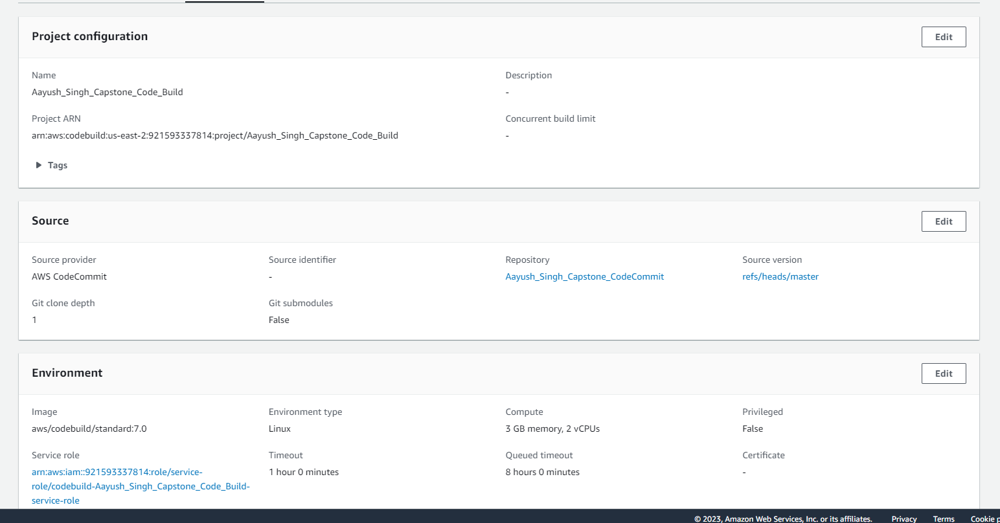 Project configuration
Edit
Name
Description
Aayush_Singh_Capstone_Code_Build
-
Project ARN
Concurrent build limit
arn:aws:codebuild:us-east-2:921593337814:project/Aayush_Singh_Capstone_Code_Build
-
Tags
Source
Edit
Source provider
Source identifier
Repository
Source version
AWS CodeCommit
-
Aayush_Singh_Capstone_CodeCommit
refs/heads/master
Git clone depth
Git submodules
1
False
Environment
Edit
Image
Environment type
Compute
Privileged
aws/codebuild/standard:7.0
Linux
3 GB memory, 2 vCPUs
False
Service role
Timeout
Queued timeout
Certificate
arn:aws:iam::921593337814:role/service-
role/codebuild-Aayush_Singh_Capstone_Code_Build-
service-role
1 hour 0 minutes
8 hours 0 minutes
-
© 2023, Amazon Web Services, Inc. or its affiliates.
Privacy
Terms
Cookie p